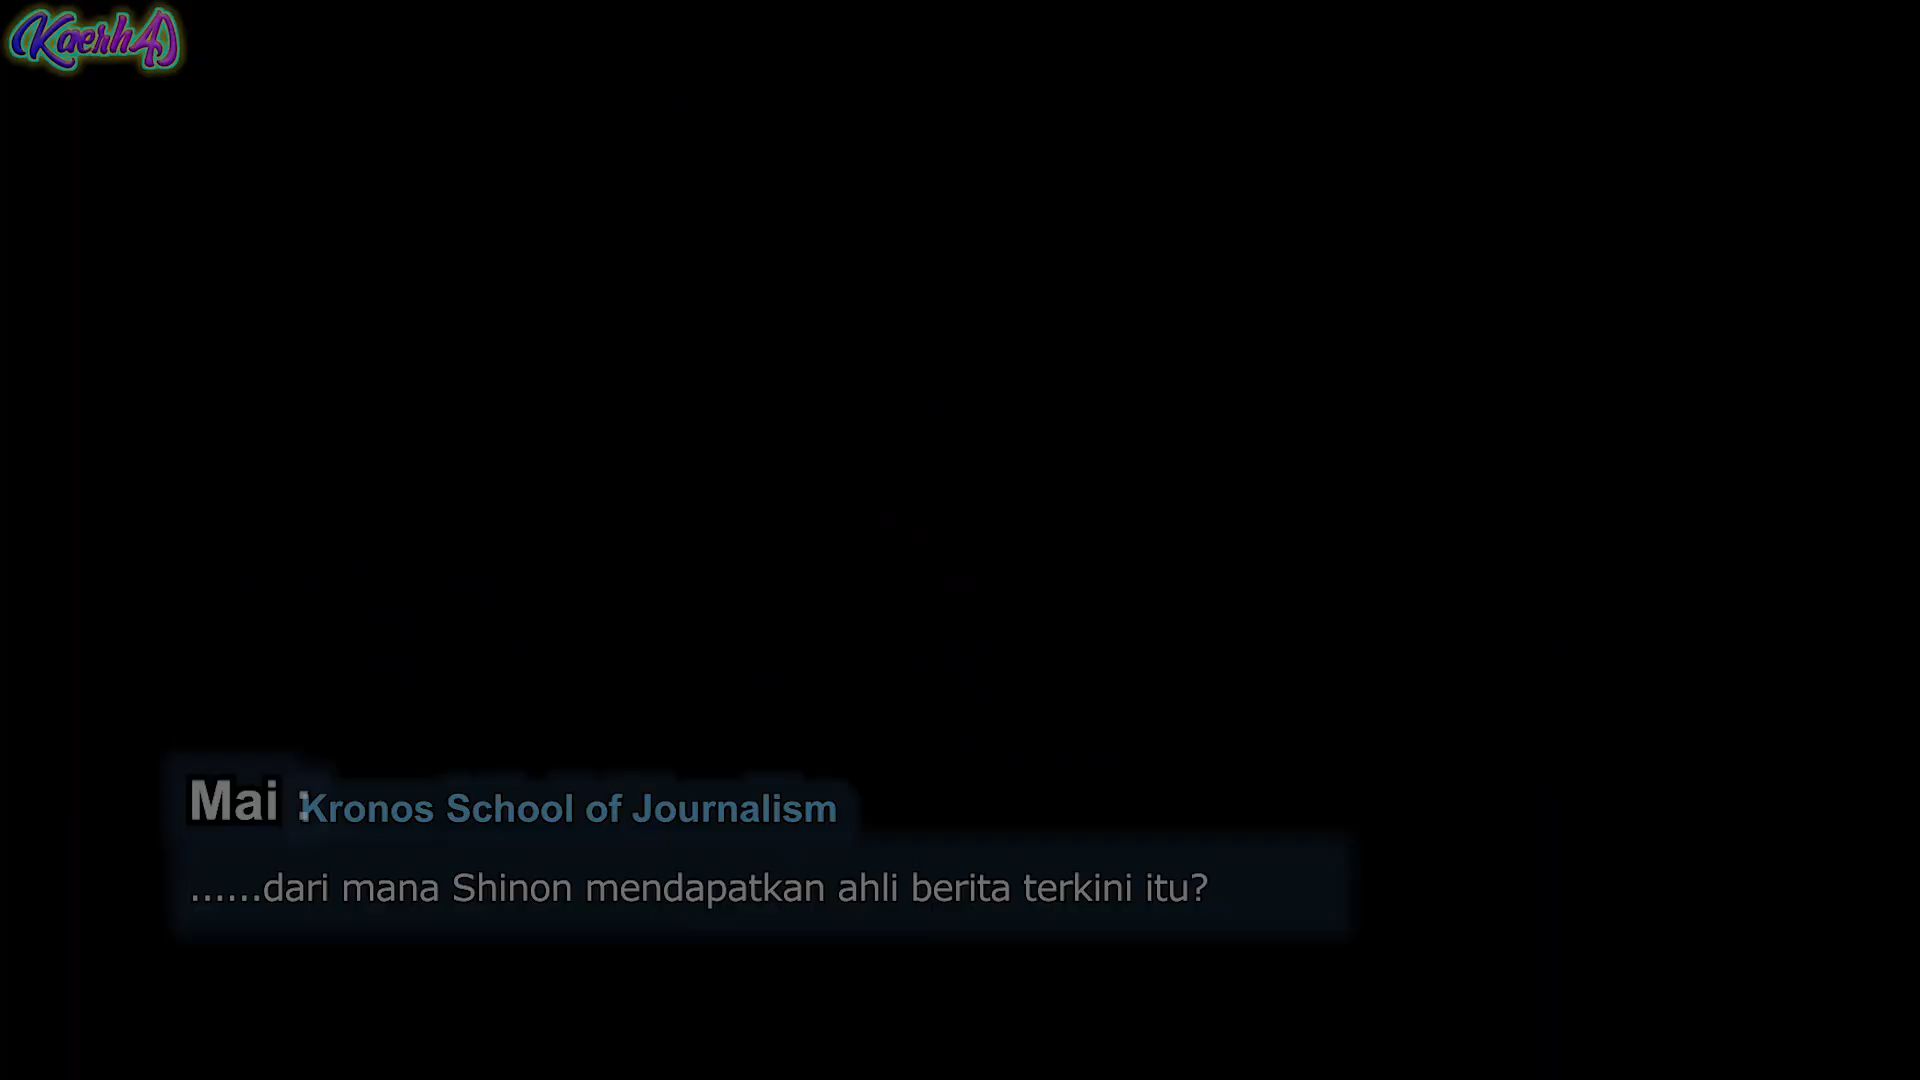 Kaerh4
Mai :
Kronos School of Journalism
......dari mana Shinon mendapatkan ahli berita terkini itu?